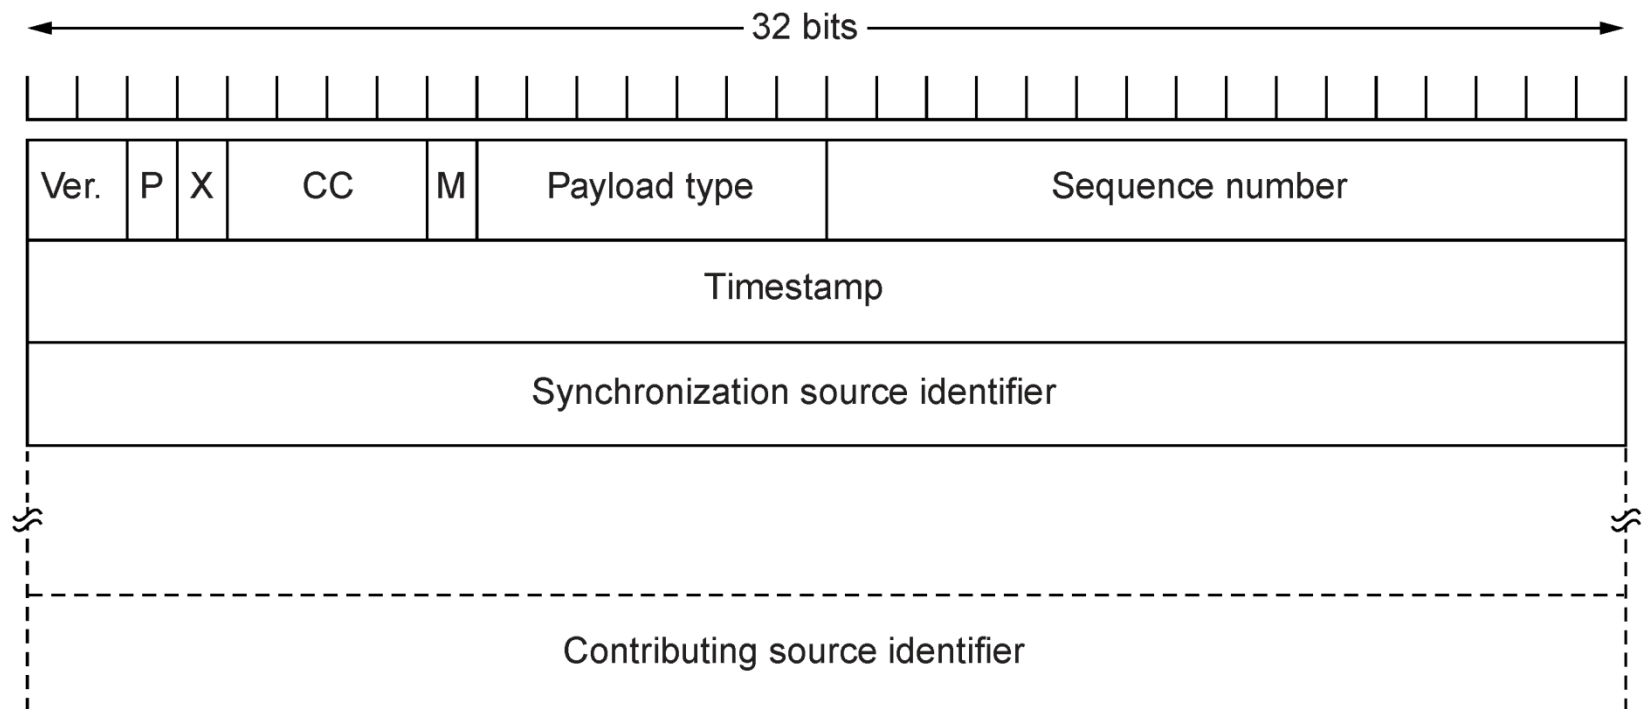 32 bits
Ver. P X CC M Payload type Sequence number
Timestamp
Synchronization source identifier
Contributing source identifier